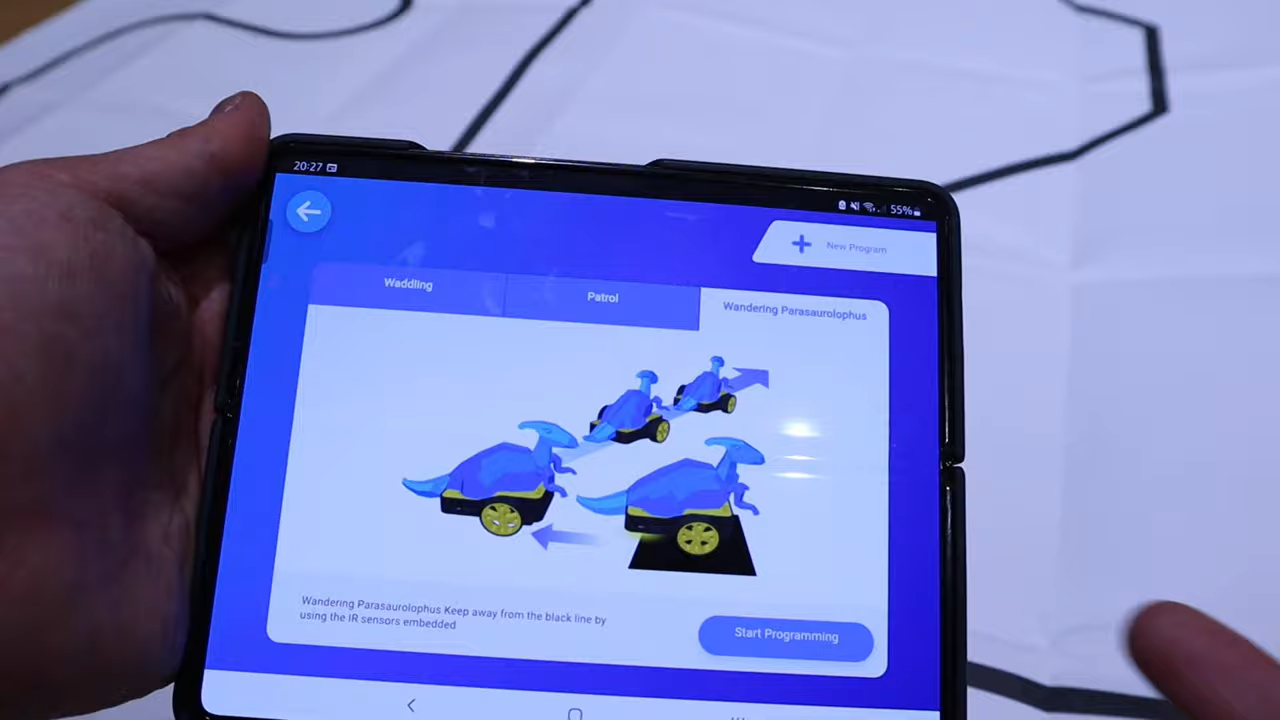 20:27
55%
New Program
Waddling
Patrol
Wandering Parasaurolophus
Wandering Parasaurolophus Keep away from the black line by
using the IR sensors embedded
Start Programming